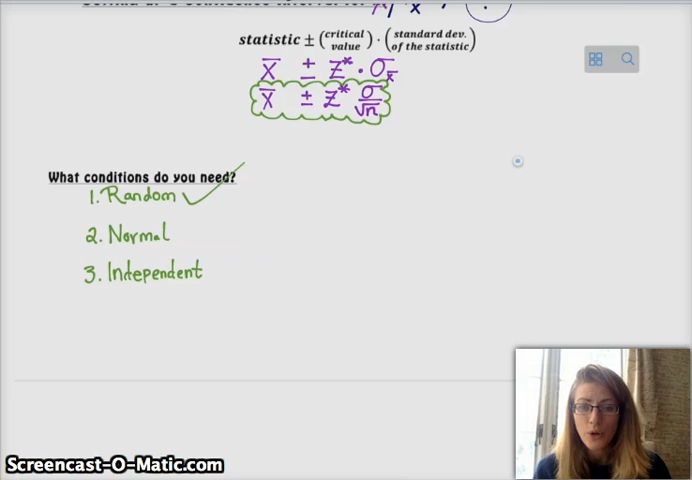 statistic ± (critical value) · (standard dev. of the statistic)
x̄ ± z* · σx̄
x̄ ± z* σ/√n
What conditions do you need?
1. Random ✓
2. Normal
3. Independent
Screencast-O-Matic.com